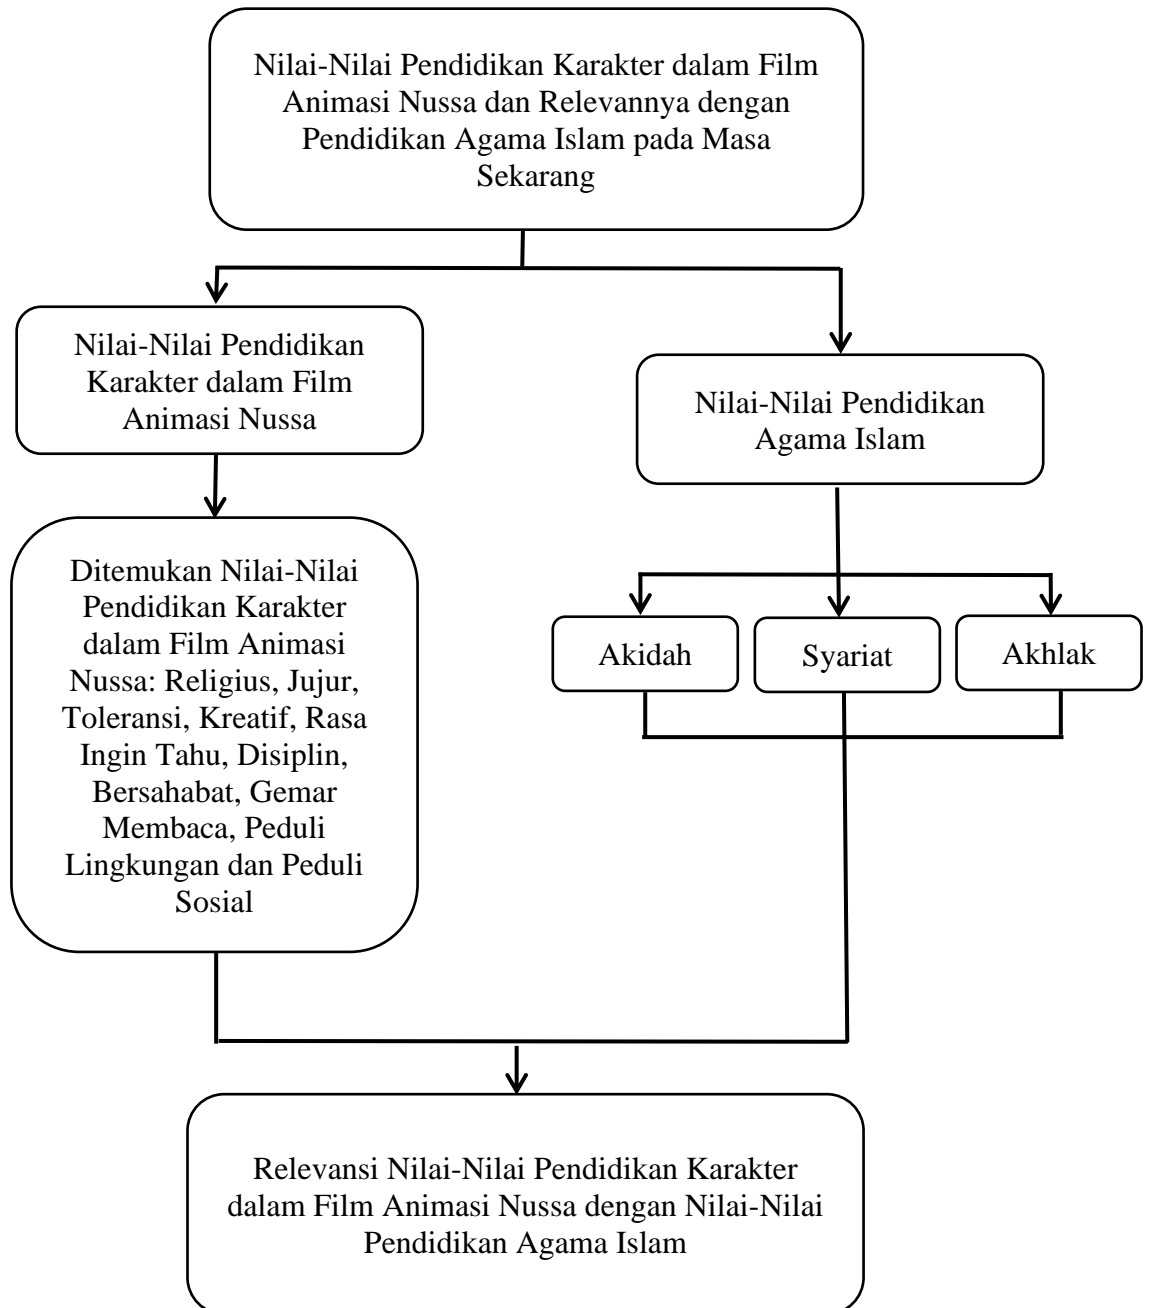 Nilai-Nilai Pendidikan Karakter dalam Film
Animasi Nussa dan Relevannya dengan
Pendidikan Agama Islam pada Masa
Sekarang
Nilai-Nilai Pendidikan
Karakter dalam Film
Animasi Nussa
Nilai-Nilai Pendidikan
Agama Islam
Ditemukan Nilai-Nilai
Pendidikan Karakter
dalam Film Animasi
Nussa: Religius, Jujur,
Toleransi, Kreatif, Rasa
Ingin Tahu, Disiplin,
Bersahabat, Gemar
Membaca, Peduli
Lingkungan dan Peduli
Sosial
Akidah
Syariat
Akhlak
Relevansi Nilai-Nilai Pendidikan Karakter
dalam Film Animasi Nussa dengan Nilai-Nilai
Pendidikan Agama Islam